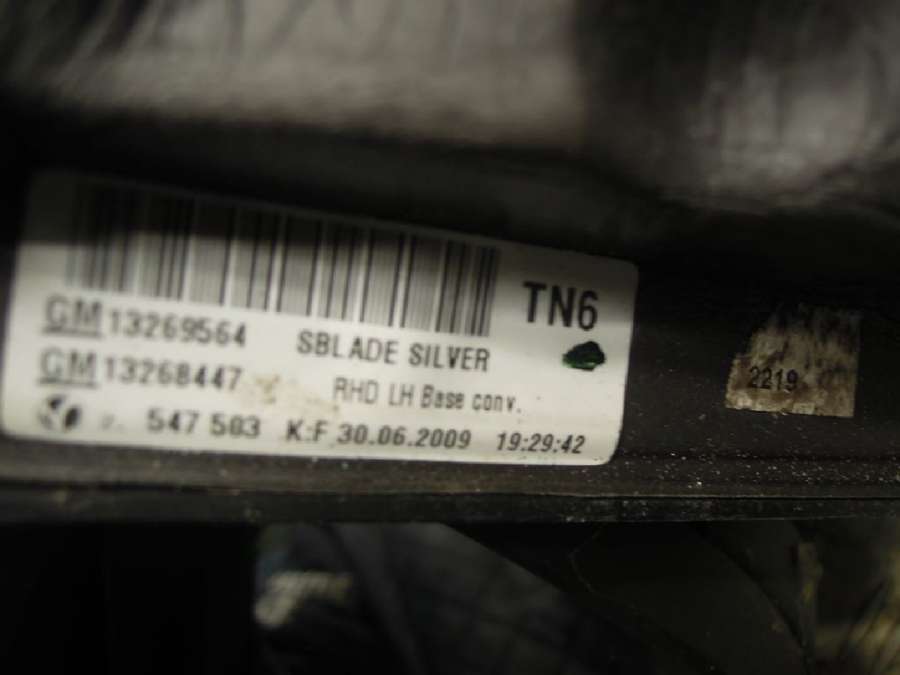 TN6
GM 13269564
SBLADE SILVER
GM 13268447
RHD LH Base conv.
547 503 K:F 30.06.2009 19:29:42
2219